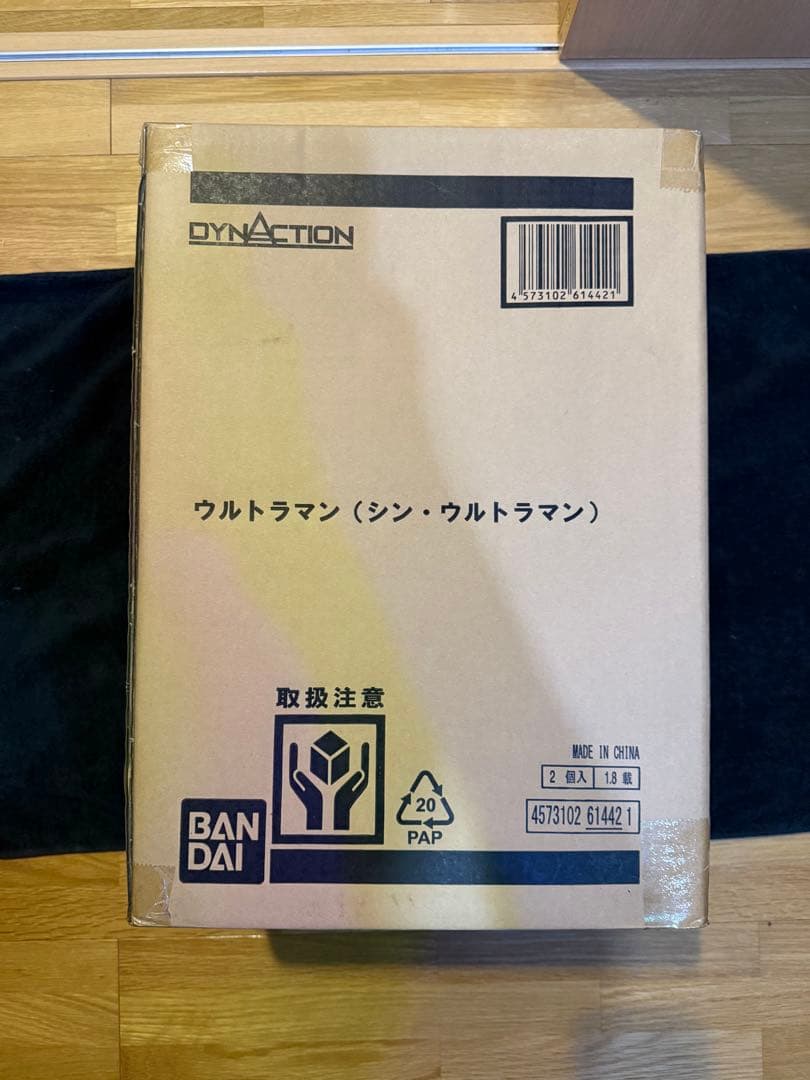 DYNACTION
4 573102 614421
ウルトラマン（シン・ウルトラマン）
取扱注意
MADE IN CHINA
2 個入 1.8 載
4573102 61442 1
20
PAP
BAN
DAI